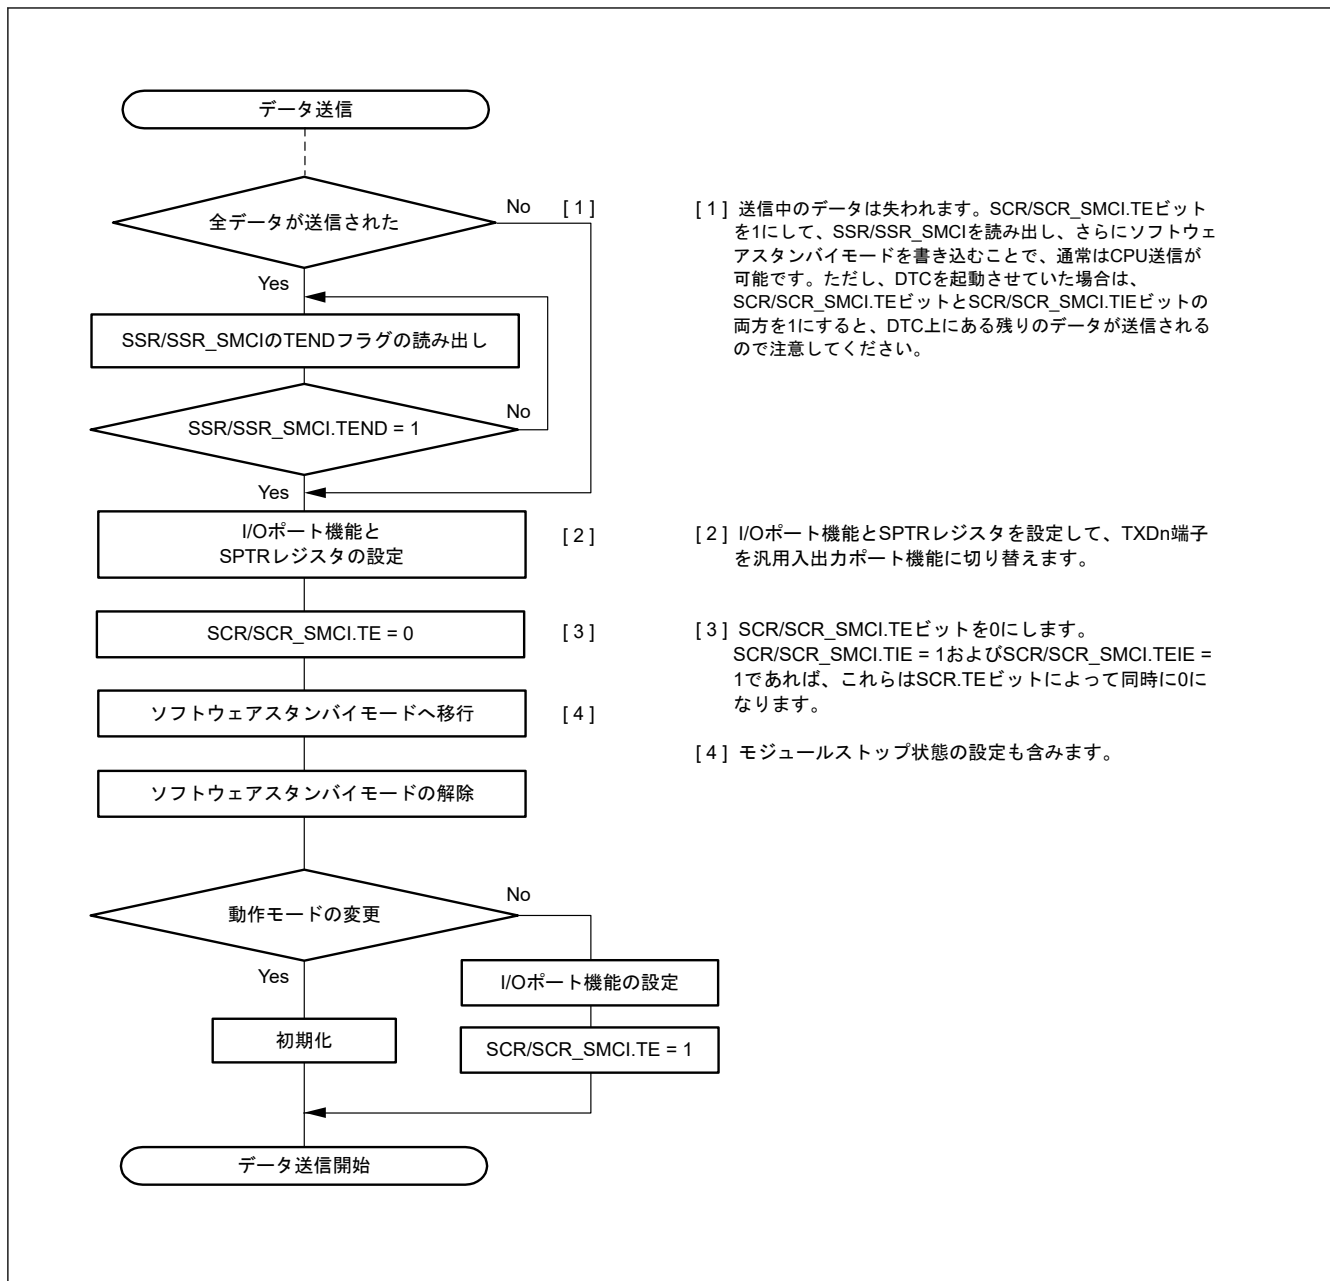 データ送信
全データが送信された
No
[ 1 ]
Yes
SSR/SSR_SMCIのTENDフラグの読み出し
SSR/SSR_SMCI.TEND = 1
No
Yes
I/Oポート機能と
SPTRレジスタの設定
[ 2 ]
SCR/SCR_SMCI.TE = 0
[ 3 ]
ソフトウェアスタンバイモードへ移行
[ 4 ]
ソフトウェアスタンバイモードの解除
動作モードの変更
No
Yes
I/Oポート機能の設定
初期化
SCR/SCR_SMCI.TE = 1
データ送信開始
[ 1 ] 送信中のデータは失われます。SCR/SCR_SMCI.TEビット
を1にして、SSR/SSR_SMCIを読み出し、さらにソフトウェ
アスタンバイモードを書き込むことで、通常はCPU送信が
可能です。ただし、DTCを起動させていた場合は、
SCR/SCR_SMCI.TEビットとSCR/SCR_SMCI.TIEビットの
両方を1にすると、DTC上にある残りのデータが送信される
ので注意してください。
[ 2 ] I/Oポート機能とSPTRレジスタを設定して、TXDn端子
を汎用入出力ポート機能に切り替えます。
[ 3 ] SCR/SCR_SMCI.TEビットを0にします。
SCR/SCR_SMCI.TIE = 1およびSCR/SCR_SMCI.TEIE =
1であれば、これらはSCR.TEビットによって同時に0に
なります。
[ 4 ] モジュールストップ状態の設定も含みます。